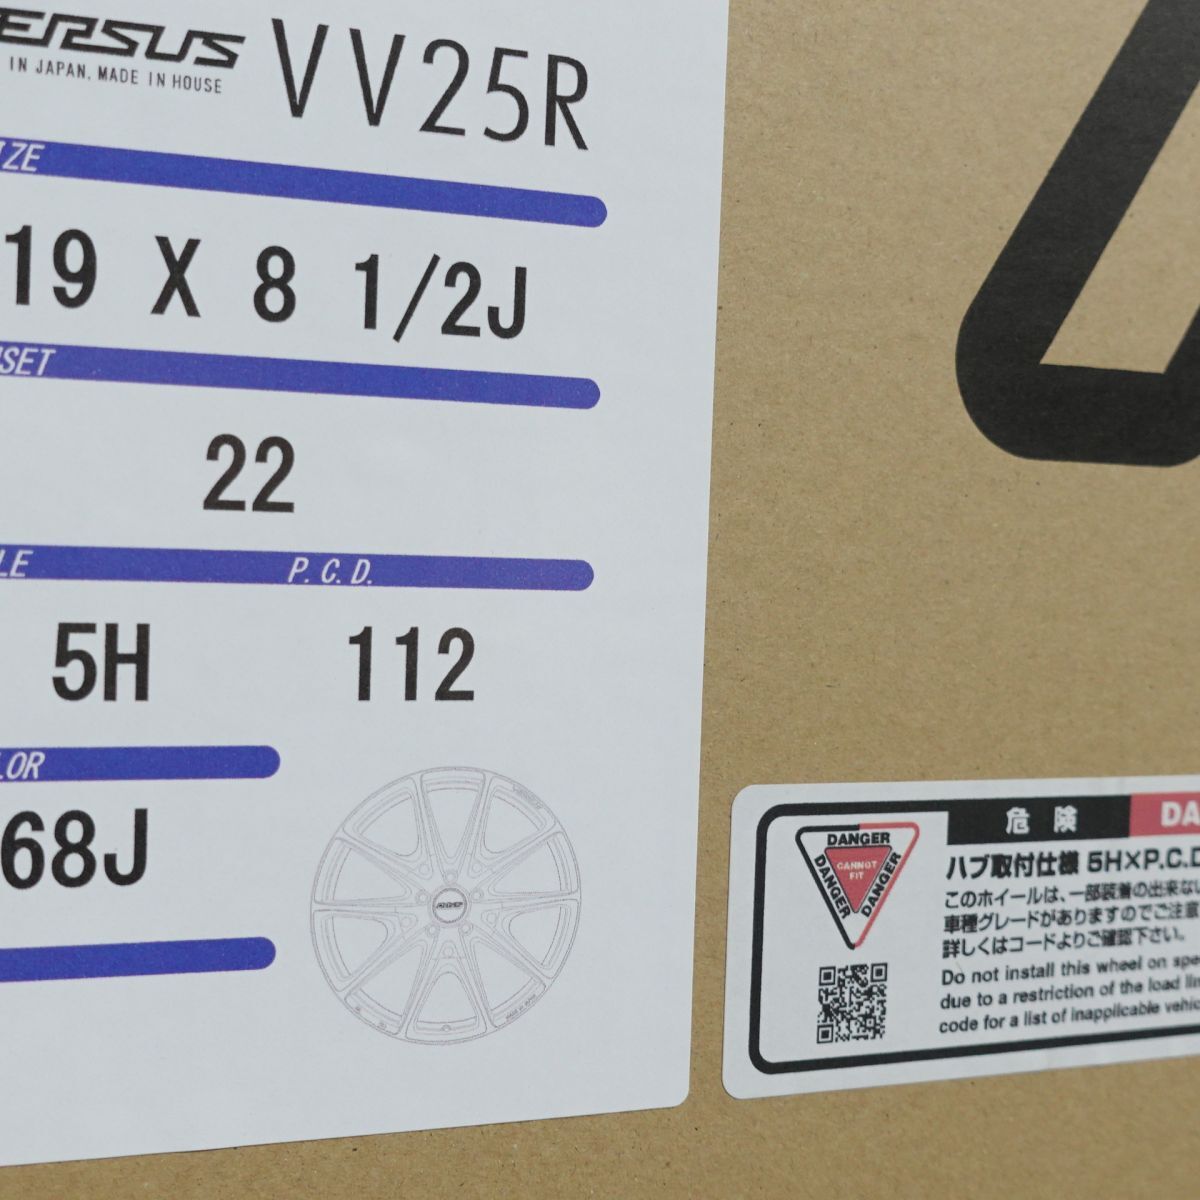 ERSUS VV25R
IN JAPAN, MADE IN HOUSE
IZE
19 X 8 1/2J
SET
22
LE P.C.D.
5H 112
LOR
68J
危険 DA
DANGER
DANGER
DANGER
CANNOT
FIT
ハブ取付仕様 5H×P.C.D
このホイールは、一部装着の出来ない
車種グレードがありますのでご注意
詳しくはコードよりご確認下さい。
Do not install this wheel on spe
due to a restriction of the load lim
code for a list of inapplicable vehic